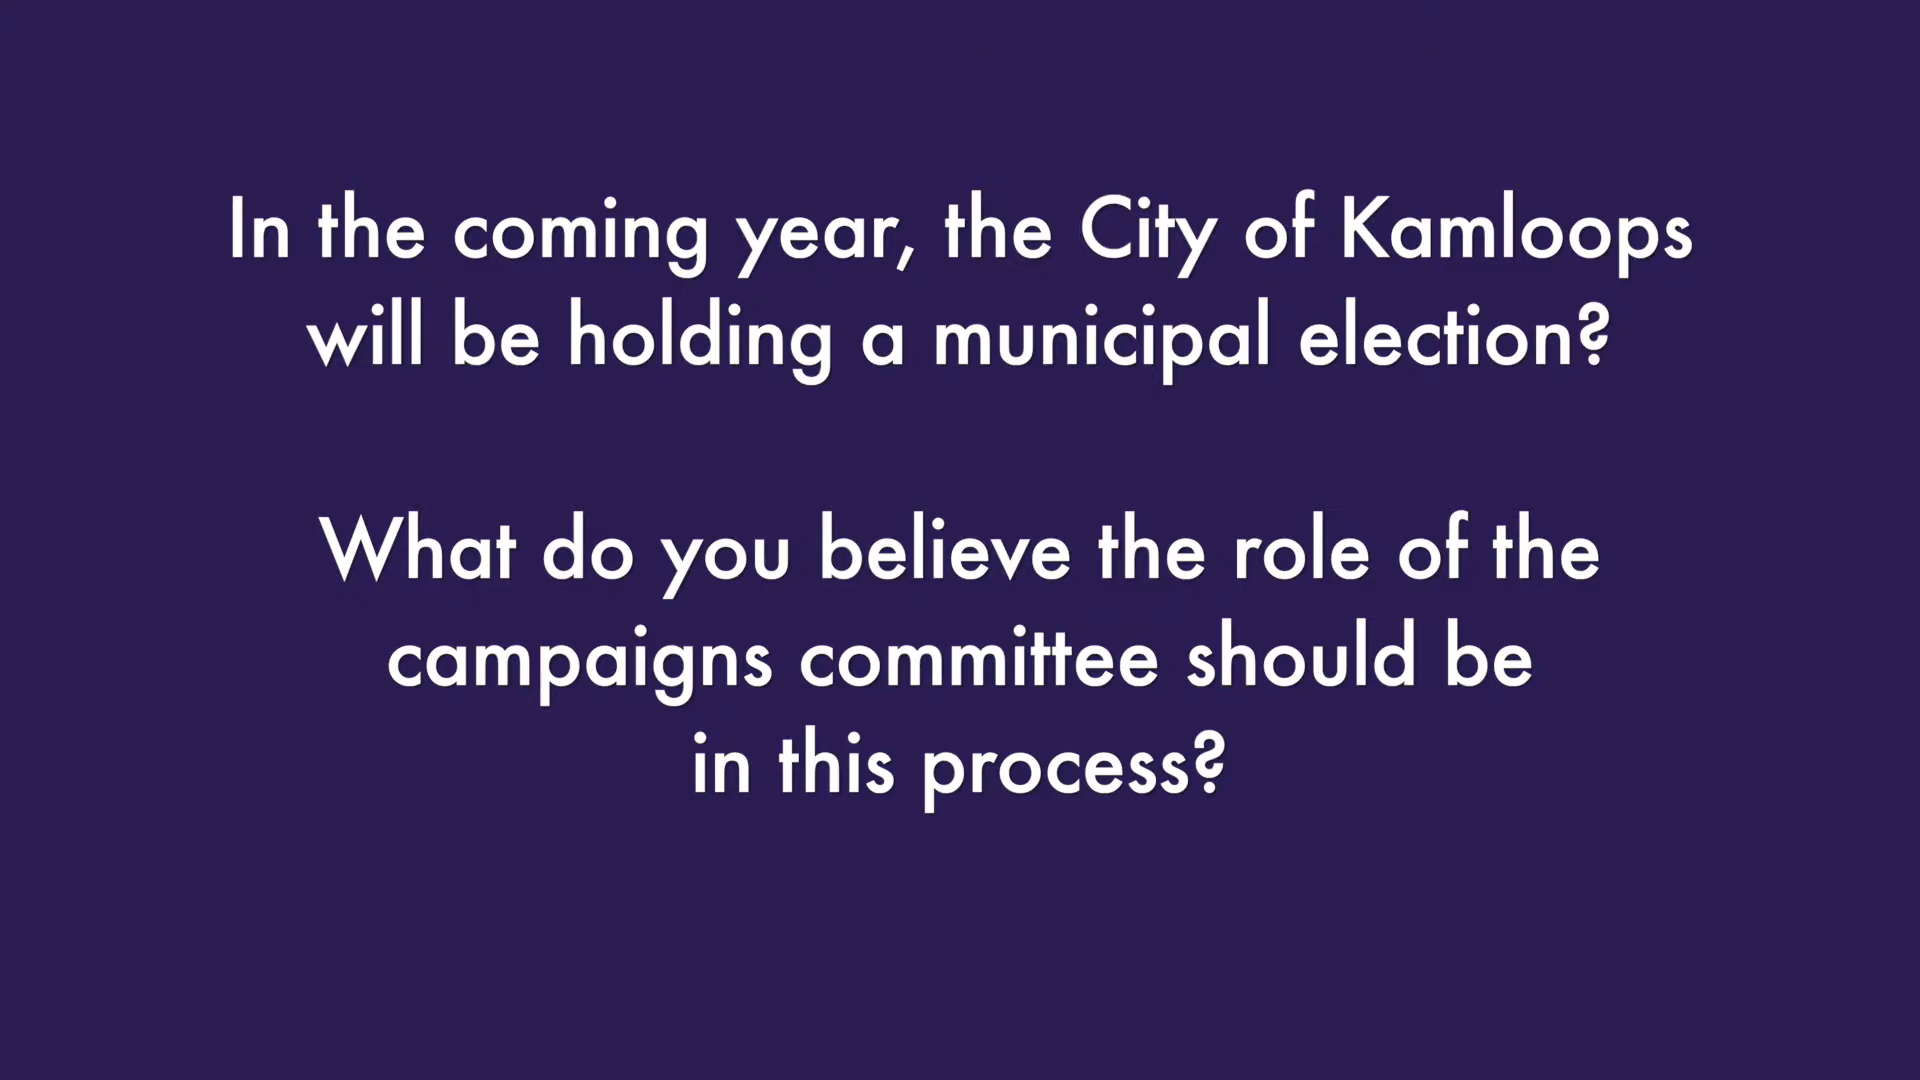 In the coming year, the City of Kamloops
will be holding a municipal election?
What do you believe the role of the
campaigns committee should be
in this process?